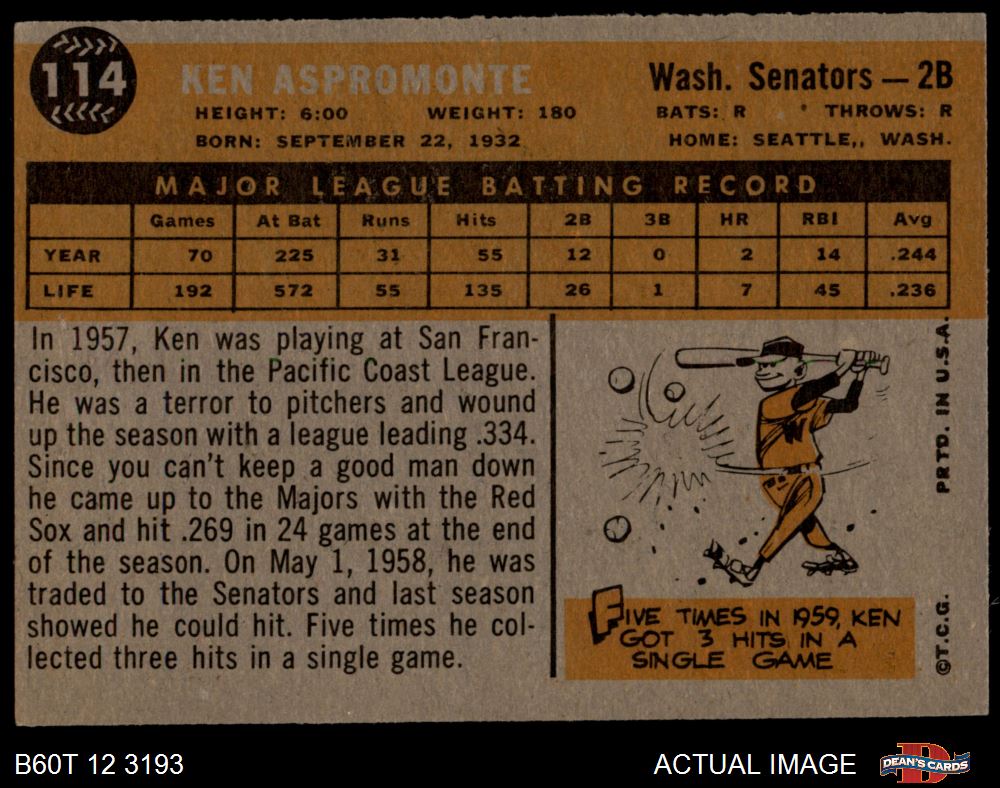 114
KEN ASPROMONTE
Wash. Senators — 2B
HEIGHT: 6:00 WEIGHT: 180 BATS: R THROWS: R
BORN: SEPTEMBER 22, 1932 HOME: SEATTLE,, WASH.
MAJOR LEAGUE BATTING RECORD
Games At Bat Runs Hits 2B 3B HR RBI Avg
YEAR 70 225 31 55 12 0 2 14 .244
LIFE 192 572 55 135 26 1 7 45 .236
In 1957, Ken was playing at San Fran-
cisco, then in the Pacific Coast League.
He was a terror to pitchers and wound
up the season with a league leading .334.
Since you can't keep a good man down
he came up to the Majors with the Red
Sox and hit .269 in 24 games at the end
of the season. On May 1, 1958, he was
traded to the Senators and last season
showed he could hit. Five times he col-
lected three hits in a single game.
W
FIVE TIMES IN 1959, KEN
GOT 3 HITS IN A
SINGLE GAME
©T.C.G. PRTD. IN U.S.A.
B60T 12 3193
ACTUAL IMAGE
D
DEAN'S CARDS